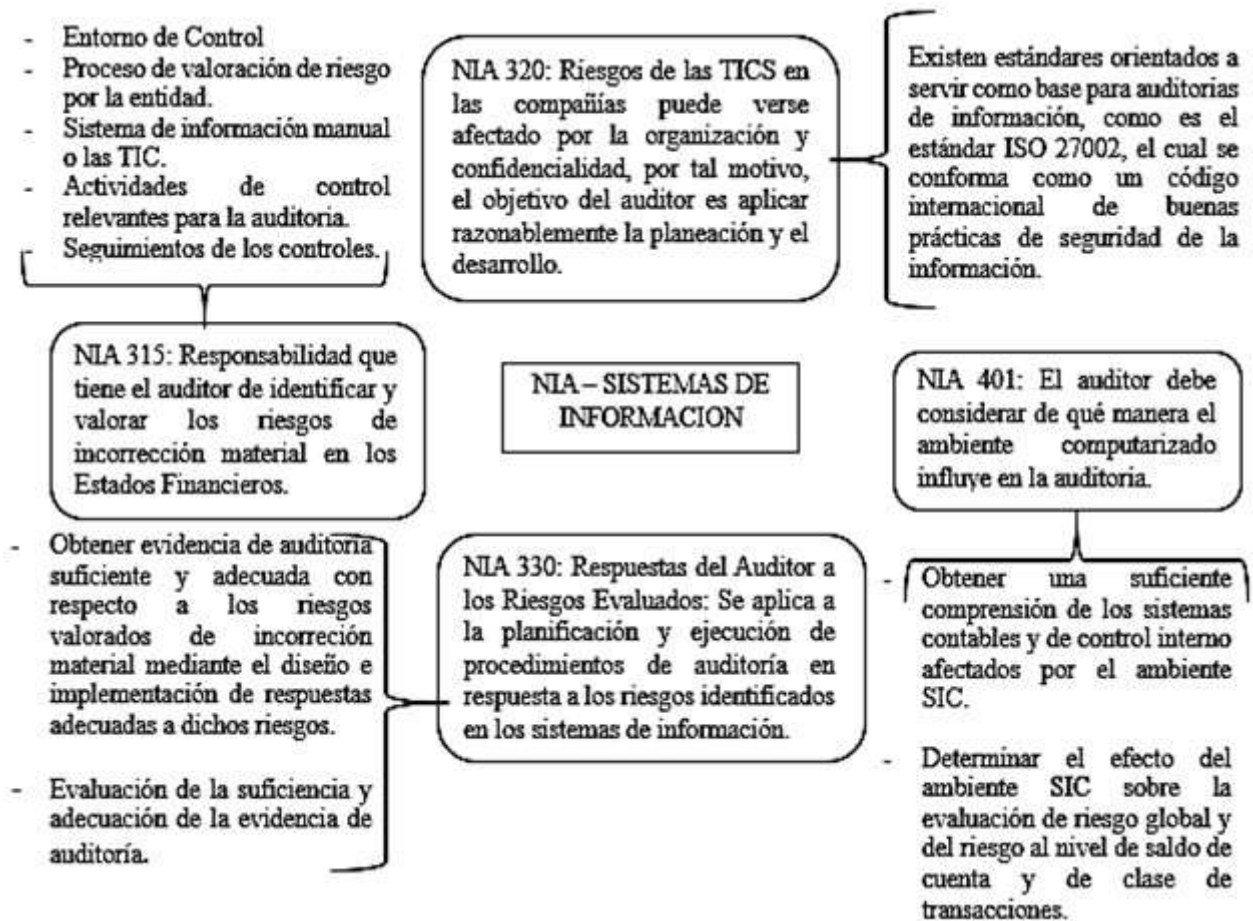 - Entorno de Control
- Proceso de valoración de riesgo
por la entidad.
- Sistema de información manual
o las TIC.
- Actividades de control
relevantes para la auditoria.
- Seguimientos de los controles.
NIA 320: Riesgos de las TICS en
las compañías puede verse
afectado por la organización y
confidencialidad, por tal motivo,
el objetivo del auditor es aplicar
razonablemente la planeación y el
desarrollo.
Existen estándares orientados a
servir como base para auditorias
de información, como es el
estándar ISO 27002, el cual se
conforma como un código
internacional de buenas
prácticas de seguridad de la
información.
NIA 315: Responsabilidad que
tiene el auditor de identificar y
valorar los riesgos de
incorrección material en los
Estados Financieros.
NIA – SISTEMAS DE
INFORMACION
NIA 401: El auditor debe
considerar de qué manera el
ambiente computarizado
influye en la auditoria.
- Obtener evidencia de auditoría
suficiente y adecuada con
respecto a los riesgos
valorados de incorreción
material mediante el diseño e
implementación de respuestas
adecuadas a dichos riesgos.
- Evaluación de la suficiencia y
adecuación de la evidencia de
auditoría.
NIA 330: Respuestas del Auditor a
los Riesgos Evaluados: Se aplica a
la planificación y ejecución de
procedimientos de auditoría en
respuesta a los riesgos identificados
en los sistemas de información.
- Obtener una suficiente
comprensión de los sistemas
contables y de control interno
afectados por el ambiente
SIC.
- Determinar el efecto del
ambiente SIC sobre la
evaluación de riesgo global y
del riesgo al nivel de saldo de
cuenta y de clase de
transacciones.